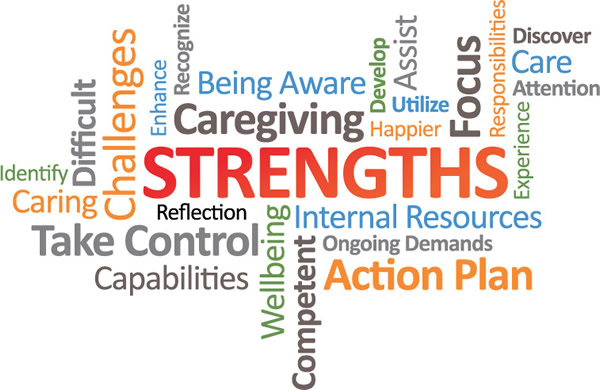 Recognize
Enhance
Challenges
Difficult
Identify
Caring
Being Aware
Develop
Assist
Utilize
Focus
Responsibilities
Discover
Care
Attention
Caregiving
Happier
Experience
STRENGTHS
Reflection
Internal Resources
Take Control
Wellbeing
Ongoing Demands
Capabilities
Competent
Action Plan